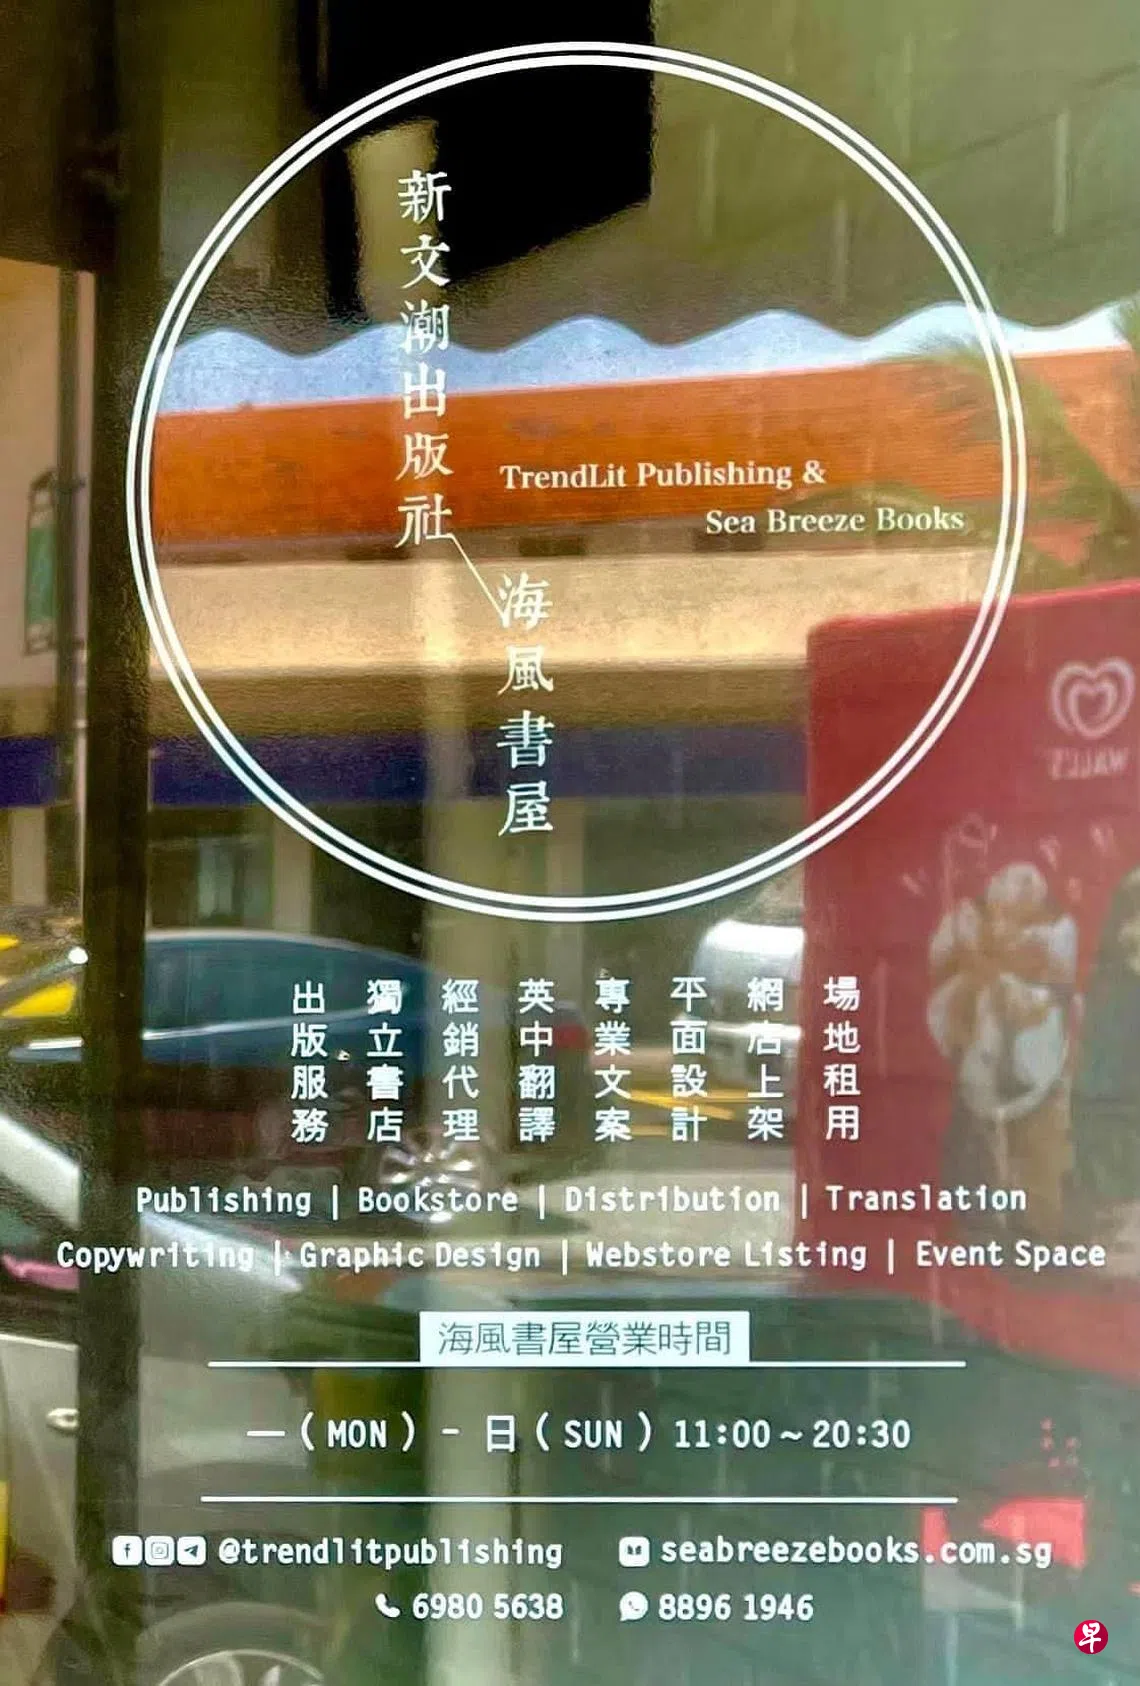 新文潮出版社
海風書屋
TrendLit Publishing &
Sea Breeze Books
出版服務
獨立書店
經銷代理
英中翻譯
專業文案
平面設計
網店上架
場地租用
Publishing | Bookstore | Distribution | Translation
Copywriting | Graphic Design | Webstore Listing | Event Space
海風書屋營業時間
一（MON）- 日（SUN）11:00～20:30
@trendlitpublishing
seabreezebooks.com.sg
6980 5638
8896 1946
WALL'S
早